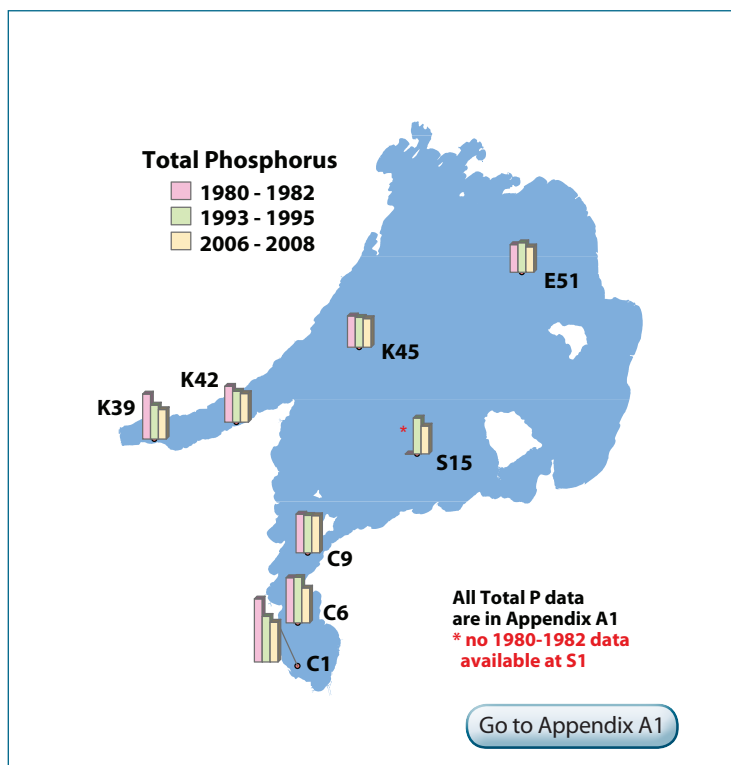 Total Phosphorus
1980 - 1982
1993 - 1995
2006 - 2008
E51
K45
K42
K39
*
S15
C9
C6
C1
All Total P data
are in Appendix A1
* no 1980-1982 data
available at S1
Go to Appendix A1